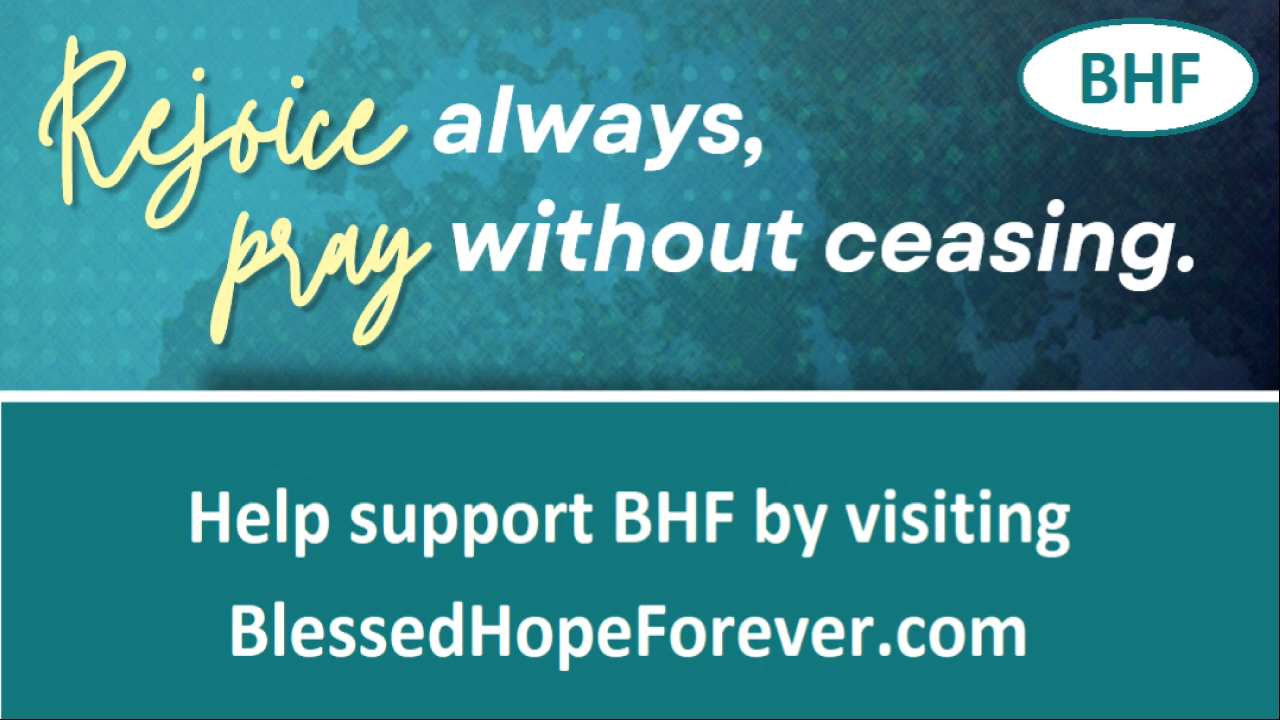 BHF
Rejoice always,
pray without ceasing.
Help support BHF by visiting
BlessedHopeForever.com